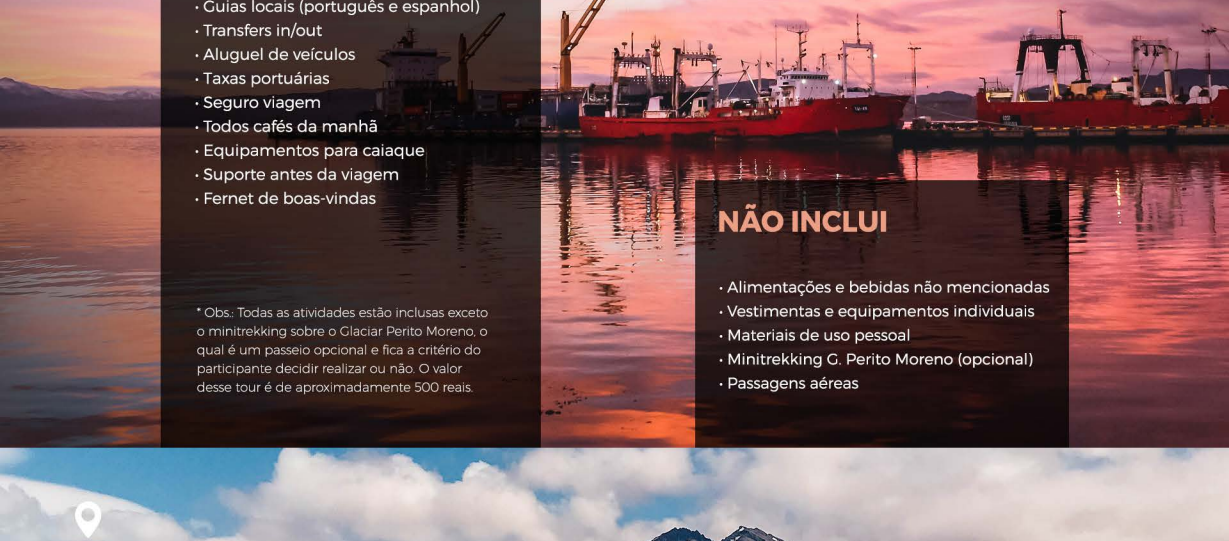 • Guias locais (português e espanhol)
• Transfers in/out
• Aluguel de veículos
• Taxas portuárias
• Seguro viagem
• Todos cafés da manhã
• Equipamentos para caiaque
• Suporte antes da viagem
• Fernet de boas-vindas
* Obs.: Todas as atividades estão inclusas exceto
o minitrekking sobre o Glaciar Perito Moreno, o
qual é um passeio opcional e fica a critério do
participante decidir realizar ou não. O valor
desse tour é de aproximadamente 500 reais.
NÃO INCLUI
• Alimentações e bebidas não mencionadas
• Vestimentas e equipamentos individuais
• Materiais de uso pessoal
• Minitrekking G. Perito Moreno (opcional)
• Passagens aéreas